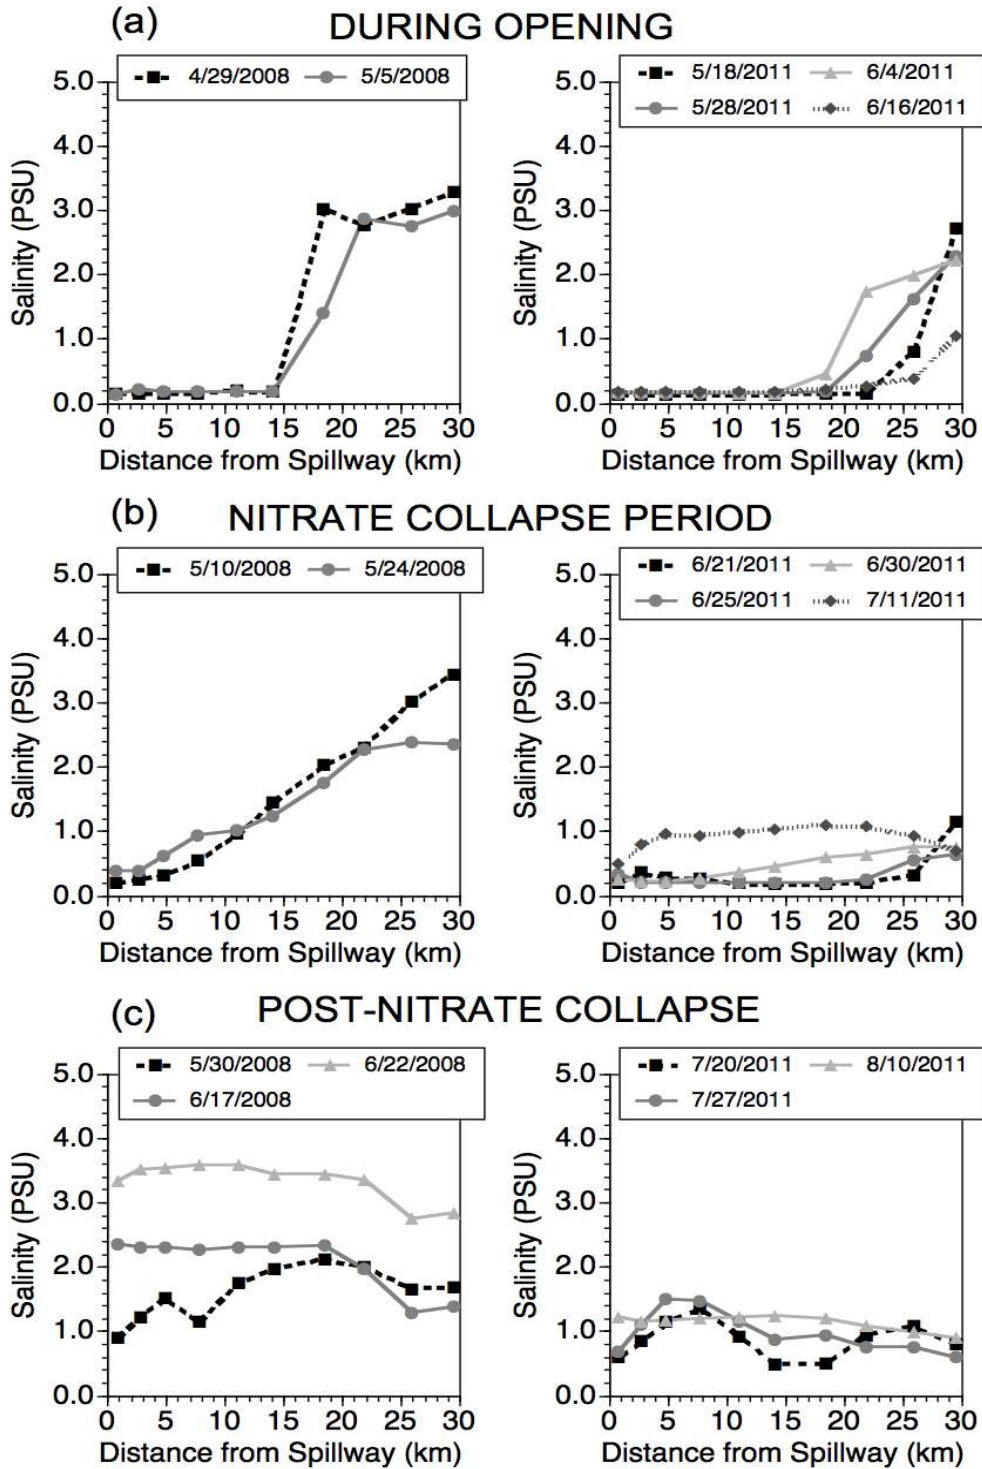 (a) DURING OPENING
4/29/2008 5/5/2008
5.0
4.0
3.0
2.0
1.0
0.0
Salinity (PSU)
0 5 10 15 20 25 30
Distance from Spillway (km)
5/18/2011 6/4/2011
5/28/2011 6/16/2011
5.0
4.0
3.0
2.0
1.0
0.0
Salinity (PSU)
0 5 10 15 20 25 30
Distance from Spillway (km)
(b) NITRATE COLLAPSE PERIOD
5/10/2008 5/24/2008
5.0
4.0
3.0
2.0
1.0
0.0
Salinity (PSU)
0 5 10 15 20 25 30
Distance from Spillway (km)
6/21/2011 6/30/2011
6/25/2011 7/11/2011
5.0
4.0
3.0
2.0
1.0
0.0
Salinity (PSU)
0 5 10 15 20 25 30
Distance from Spillway (km)
(c) POST-NITRATE COLLAPSE
5/30/2008 6/22/2008
6/17/2008
5.0
4.0
3.0
2.0
1.0
0.0
Salinity (PSU)
0 5 10 15 20 25 30
Distance from Spillway (km)
7/20/2011 8/10/2011
7/27/2011
5.0
4.0
3.0
2.0
1.0
0.0
Salinity (PSU)
0 5 10 15 20 25 30
Distance from Spillway (km)